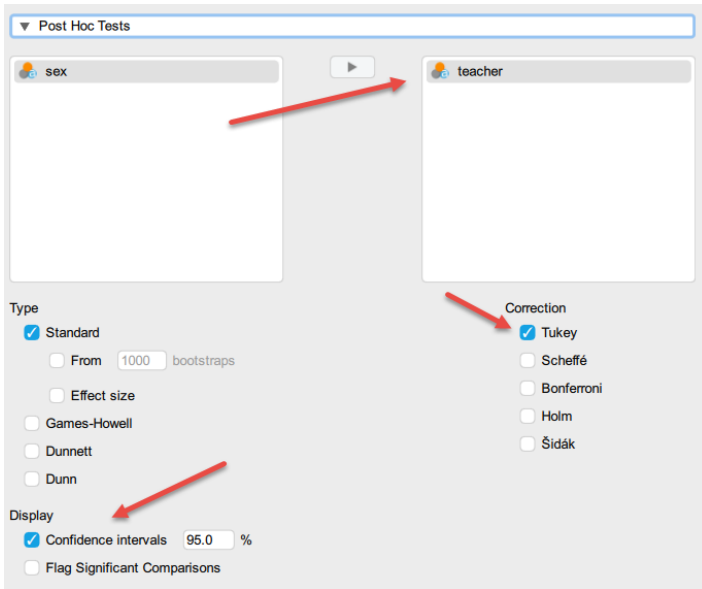 Post Hoc Tests
sex
teacher
Type
Standard
From 1000 bootstraps
Effect size
Games-Howell
Dunnett
Dunn
Correction
Tukey
Scheffé
Bonferroni
Holm
Šidák
Display
Confidence intervals 95.0 %
Flag Significant Comparisons